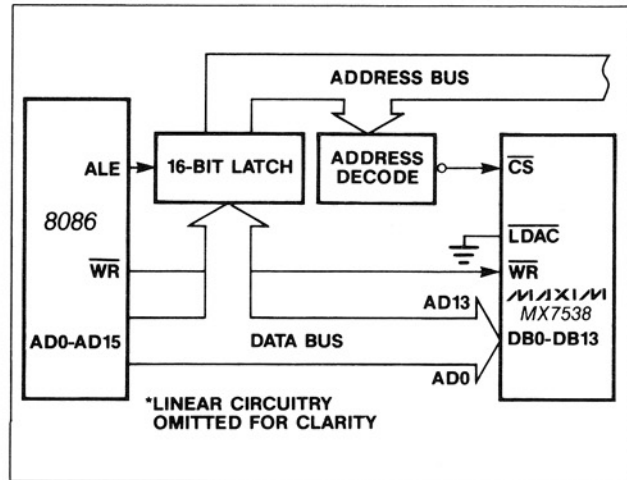 ADDRESS BUS
ALE
16-BIT LATCH
ADDRESS
DECODE
CS
8086
LDAC
WR
WR
MAXIM
MX7538
AD13
AD0-AD15
DATA BUS
DB0-DB13
AD0
*LINEAR CIRCUITRY
OMITTED FOR CLARITY